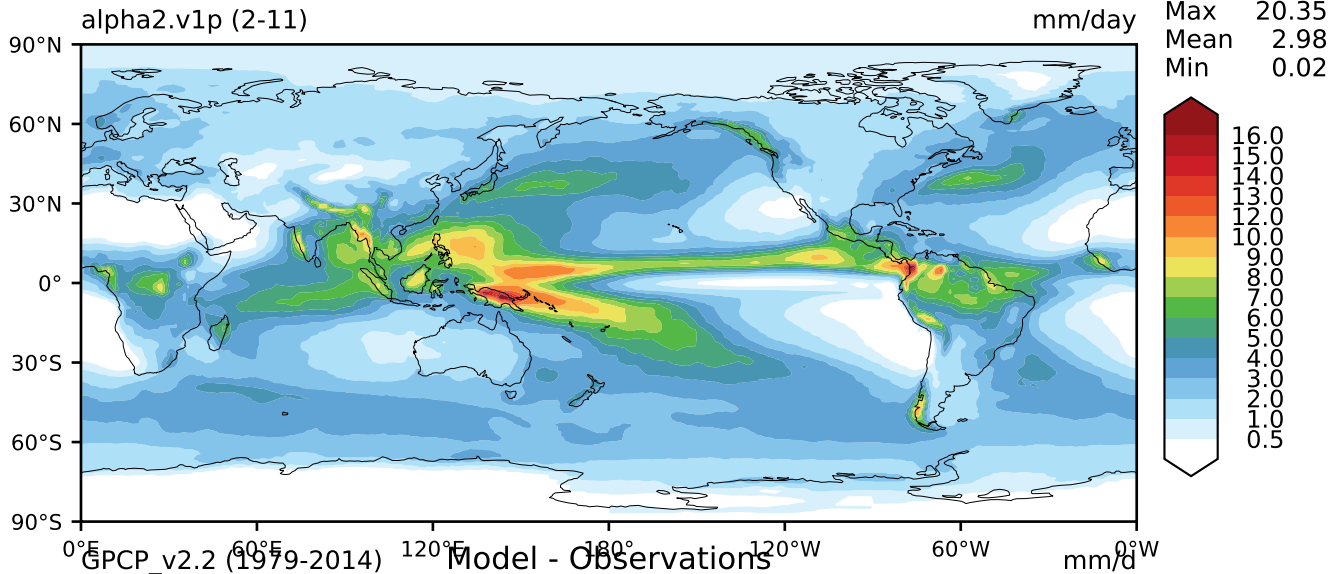 alpha2.v1p (2-11) mm/day
Max 20.35
Mean 2.98
Min 0.02
90°N
60°N
30°N
0°
30°S
60°S
90°S
16.0
15.0
14.0
13.0
12.0
10.0
9.0
8.0
7.0
6.0
5.0
4.0
3.0
2.0
1.0
0.5
0°E 60°E 120°E 180° 120°W 60°W 0°W
GPCP_v2.2 (1979-2014) Model - Observations mm/d